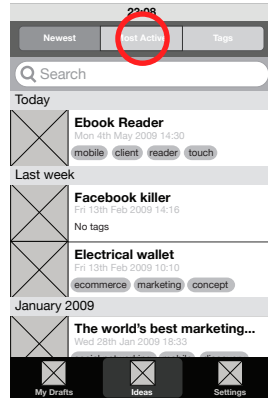 22:08
Newest Most Active Tags
Search
Today
Ebook Reader
Mon 4th May 2009 14:30
mobile client reader touch
Last week
Facebook killer
Fri 13th Feb 2009 14:16
No tags
Electrical wallet
Fri 13th Feb 2009 10:10
ecommerce marketing concept
January 2009
The world's best marketing...
Wed 28th Jan 2009 18:33
My Drafts Ideas Settings